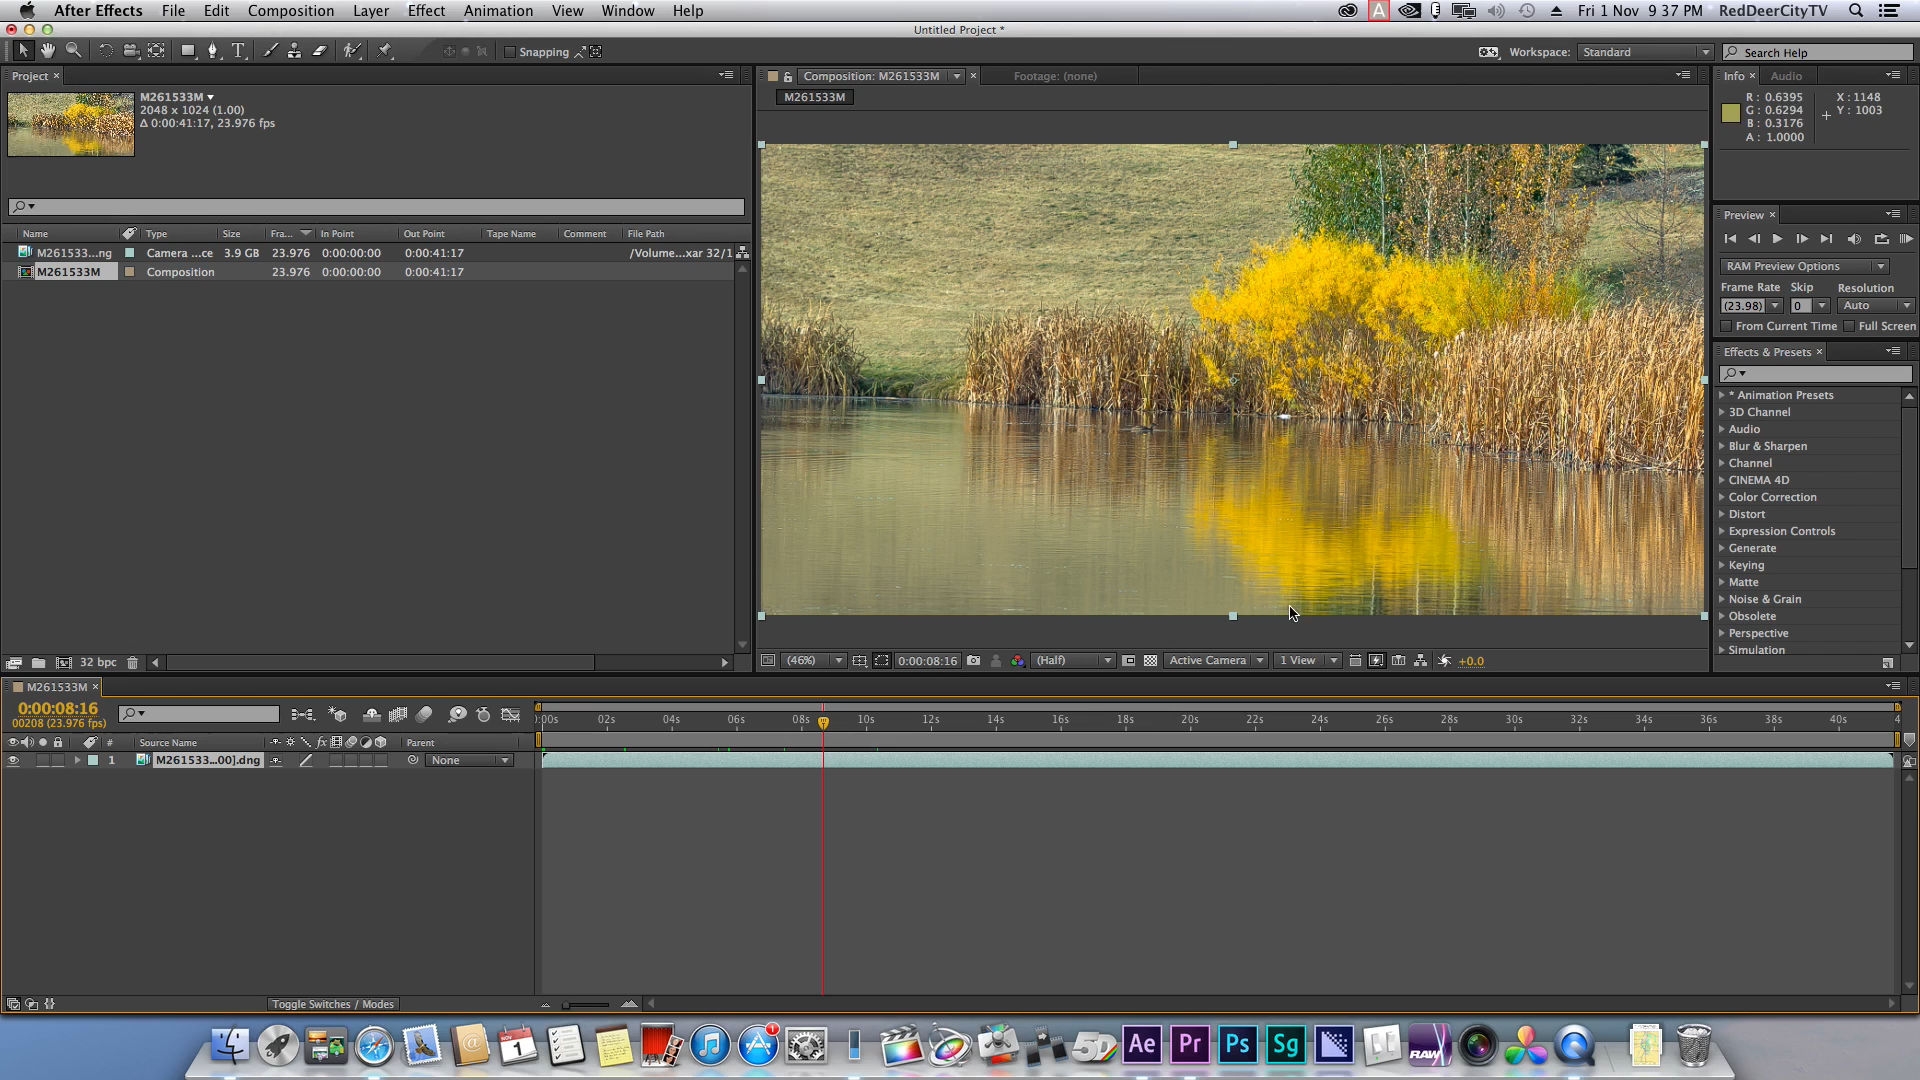 After Effects File Edit Composition Layer Effect Animation View Window Help
A Fri 1 Nov 9 37 PM RedDeerCityTV
Untitled Project *
T Snapping Workspace: Standard Search Help
Project
M261533M
2048 x 1024 (1.00)
Δ 0:00:41:17, 23.976 fps
Name Type Size Fra... In Point Out Point Tape Name Comment File Path
M261533...ng Camera ...ce 3.9 GB 23.976 0:00:00:00 0:00:41:17 /Volume...xar 32/1
M261533M Composition 23.976 0:00:00:00 0:00:41:17
32 bpc
Composition: M261533M Footage: (none)
M261533M
(46%) 0:00:08:16 (Half) Active Camera 1 View +0.0
Info Audio
R : 0.6395 X : 1148
G : 0.6294 Y : 1003
B : 0.3176
A : 1.0000
Preview
RAM Preview Options
Frame Rate Skip Resolution
(23.98) 0 Auto
From Current Time Full Screen
Effects & Presets
* Animation Presets
3D Channel
Audio
Blur & Sharpen
Channel
CINEMA 4D
Color Correction
Distort
Expression Controls
Generate
Keying
Matte
Noise & Grain
Obsolete
Perspective
Simulation
M261533M
0:00:08:16
00208 (23.976 fps)
:00s 02s 04s 06s 08s 10s 12s 14s 16s 18s 20s 22s 24s 26s 28s 30s 32s 34s 36s 38s 40s 4
# Source Name fx Parent
1 M261533...00].dng None
Toggle Switches / Modes
1 1 5D Ae Pr Ps Sg RAW